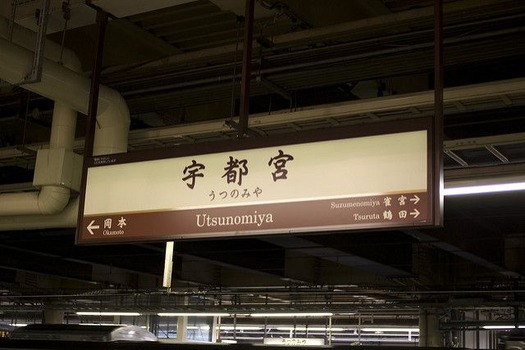 宇都宮
うつのみや
← 岡本
Okamoto
Utsunomiya
Suzumenomiya 雀宮 →
Tsuruta 鶴田 →